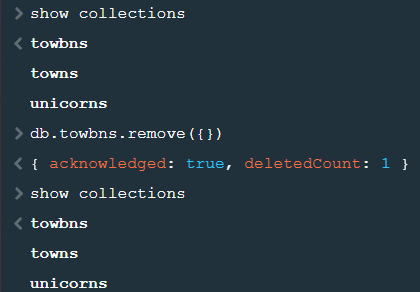 > show collections
< towbns
towns
unicorns
> db.towbns.remove({})
< { acknowledged: true, deletedCount: 1 }
> show collections
< towbns
towns
unicorns